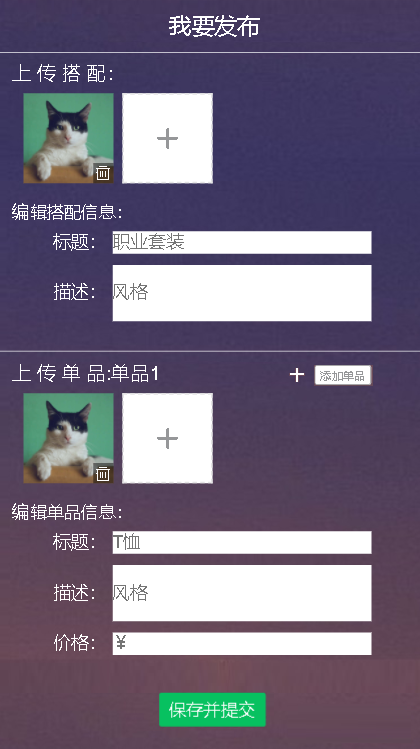 我要发布
上 传 搭 配：
编辑搭配信息：
标题： 职业套装
描述： 风格
上 传 单 品:单品1 + 添加单品
编辑单品信息：
标题： T恤
描述： 风格
价格： ¥
保存并提交